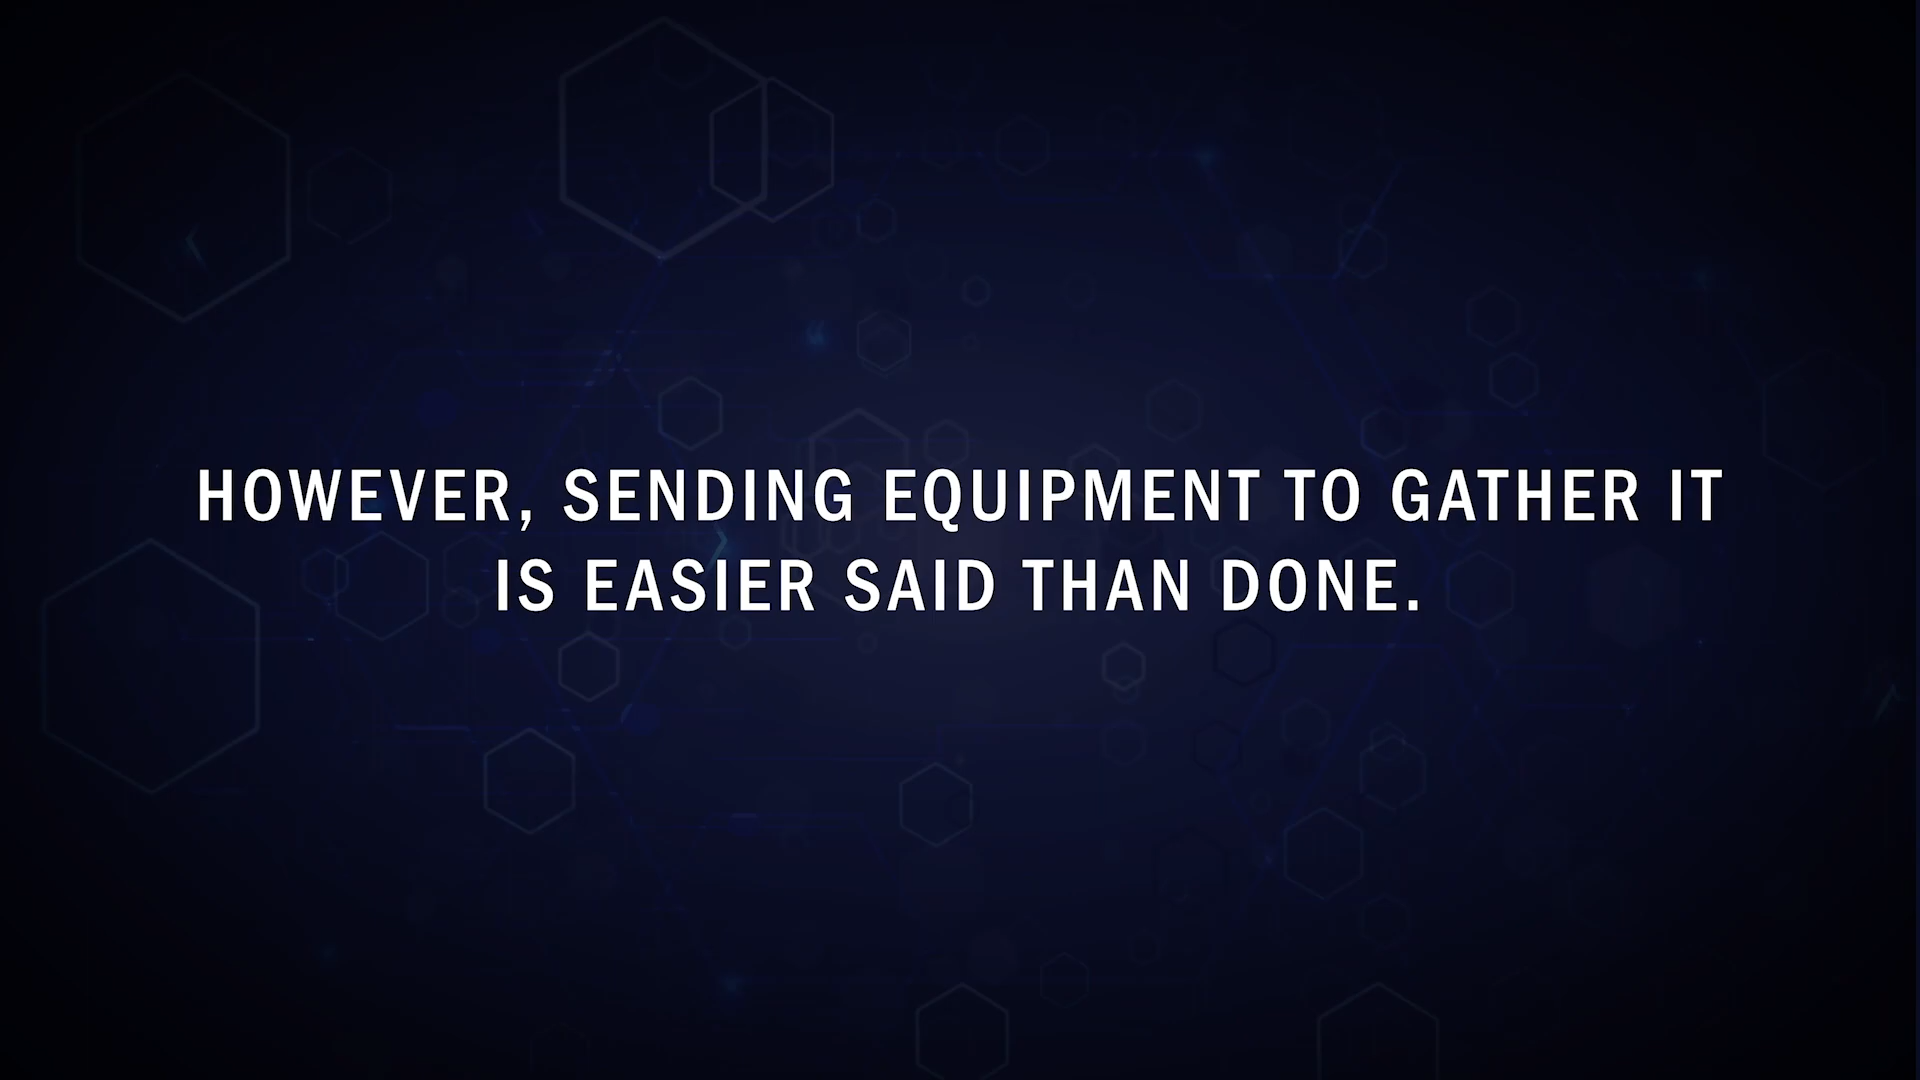 HOWEVER, SENDING EQUIPMENT TO GATHER IT
IS EASIER SAID THAN DONE.